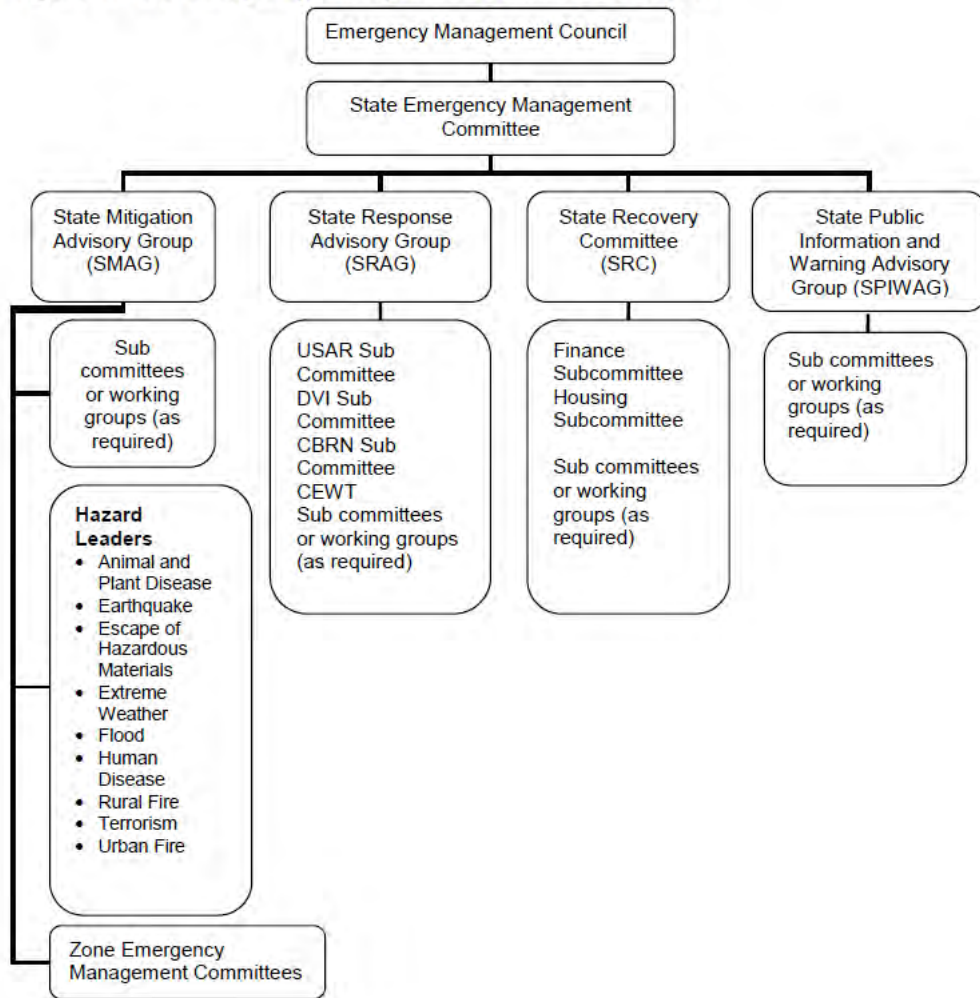 Emergency Management Council
State Emergency Management
Committee
State Mitigation
Advisory Group
(SMAG)
State Response
Advisory Group
(SRAG)
State Recovery
Committee
(SRC)
State Public
Information and
Warning Advisory
Group (SPIWAG)
Sub
committees
or working
groups (as
required)
USAR Sub
Committee
DVI Sub
Committee
CBRN Sub
Committee
CEWT
Sub committees
or working groups
(as required)
Finance
Subcommittee
Housing
Subcommittee
Sub committees
or working
groups (as
required)
Sub committees
or working
groups (as
required)
Hazard
Leaders
• Animal and
Plant Disease
• Earthquake
• Escape of
Hazardous
Materials
• Extreme
Weather
• Flood
• Human
Disease
• Rural Fire
• Terrorism
• Urban Fire
Zone Emergency
Management Committees